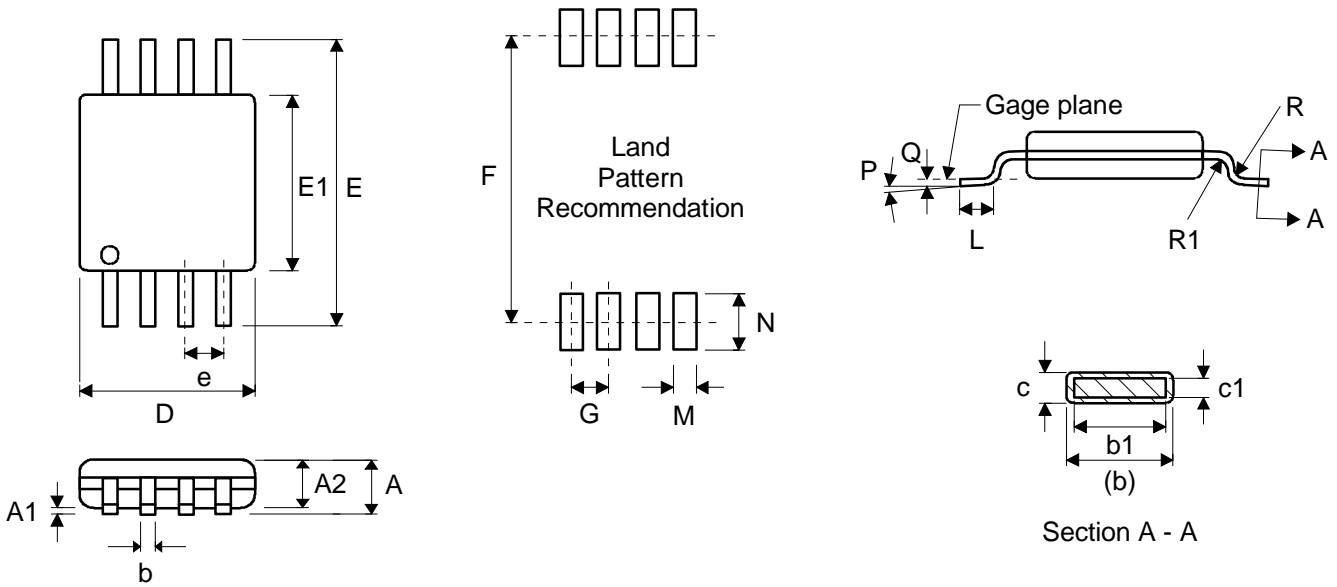 E1
E
e
D
A2
A
A1
b
F
Land
Pattern
Recommendation
N
G
M
Gage plane
R
Q
P
A
L
R1
A
c
c1
b1
(b)
Section A - A